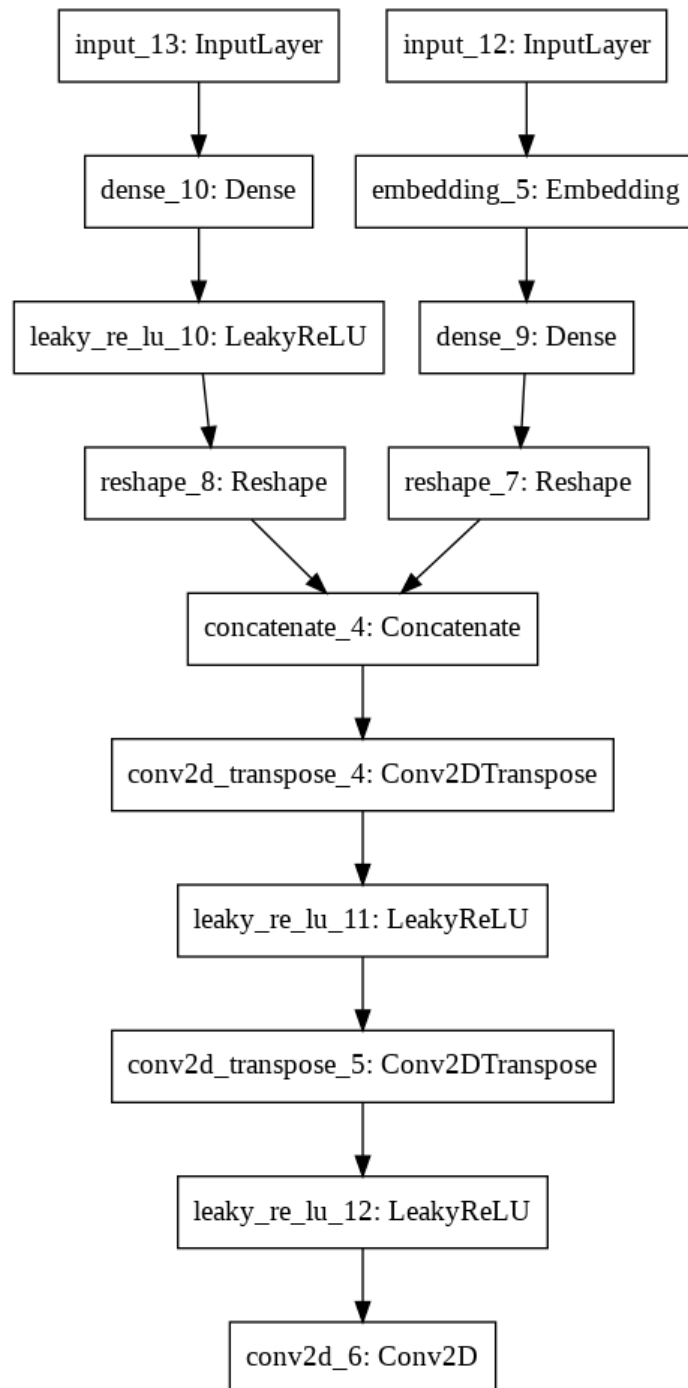 input_13: InputLayer
input_12: InputLayer
dense_10: Dense
embedding_5: Embedding
leaky_re_lu_10: LeakyReLU
dense_9: Dense
reshape_8: Reshape
reshape_7: Reshape
concatenate_4: Concatenate
conv2d_transpose_4: Conv2DTranspose
leaky_re_lu_11: LeakyReLU
conv2d_transpose_5: Conv2DTranspose
leaky_re_lu_12: LeakyReLU
conv2d_6: Conv2D